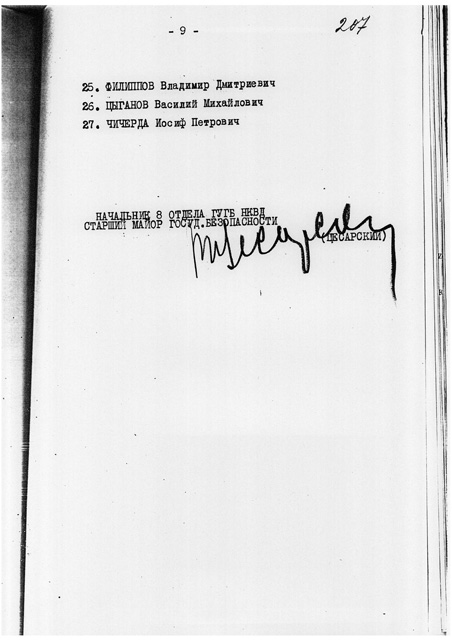 - 9 -
207
25. ФИЛИППОВ Владимир Дмитриевич
26. ЦЫГАНОВ Василий Михайлович
27. ЧИЧЕРДА Иосиф Петрович
НАЧАЛЬНИК 8 ОТДЕЛА ГУГБ НКВД
СТАРШИЙ МАЙОР ГОСУД.БЕЗОПАСНОСТИ
(ЦЕСАРСКИЙ)